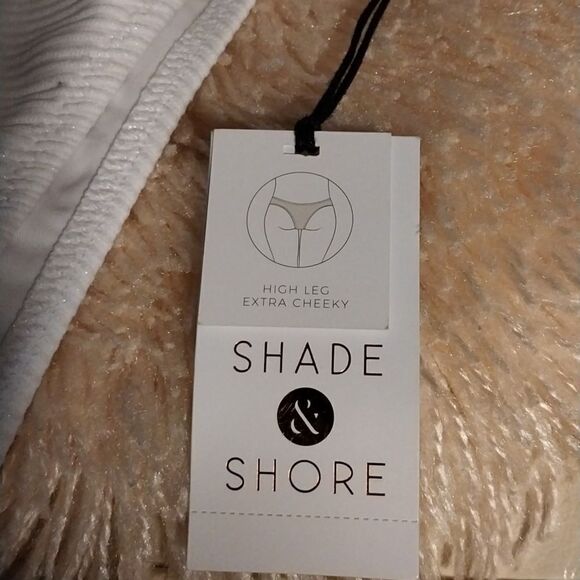 HIGH LEG
EXTRA CHEEKY
SHADE
&
SHORE